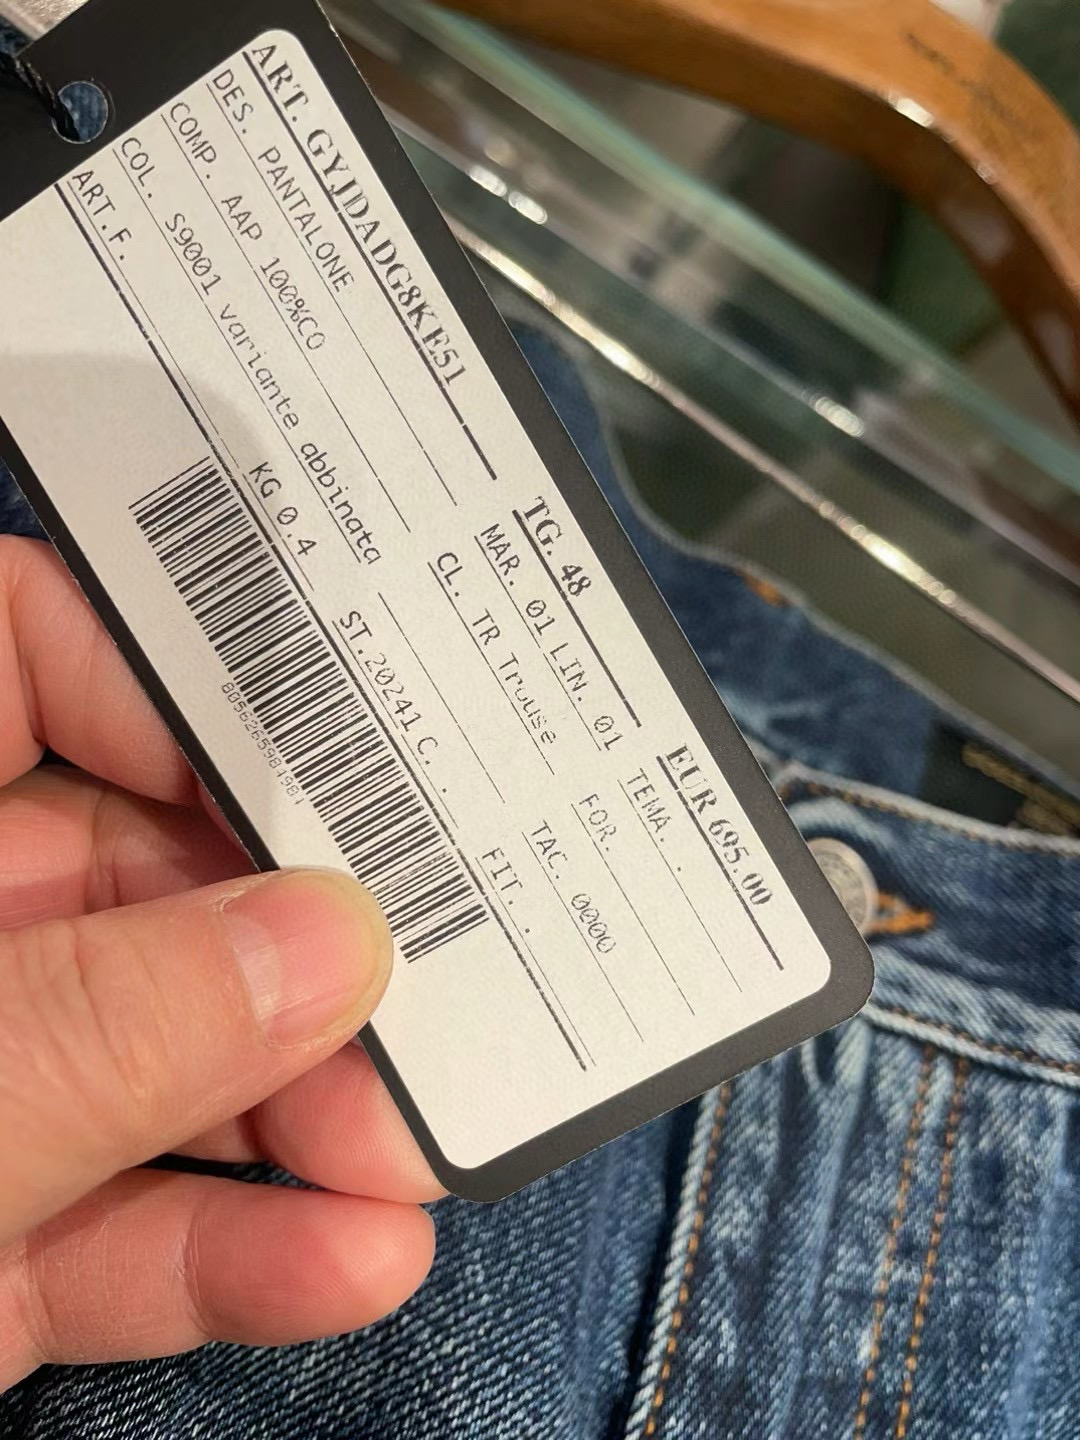 ART. GYJDADG8KE51 TG. 48 EUR 695.00
DES. PANTALONE MAR. 01 LIN. 01 TEMA. .
COMP. AAP 100%CO CL. TR Trouse FOR.
COL. S9001 variante abbinata TAC. 0000
ART.F. KG 0.4 ST.20241 C. . FIT. .